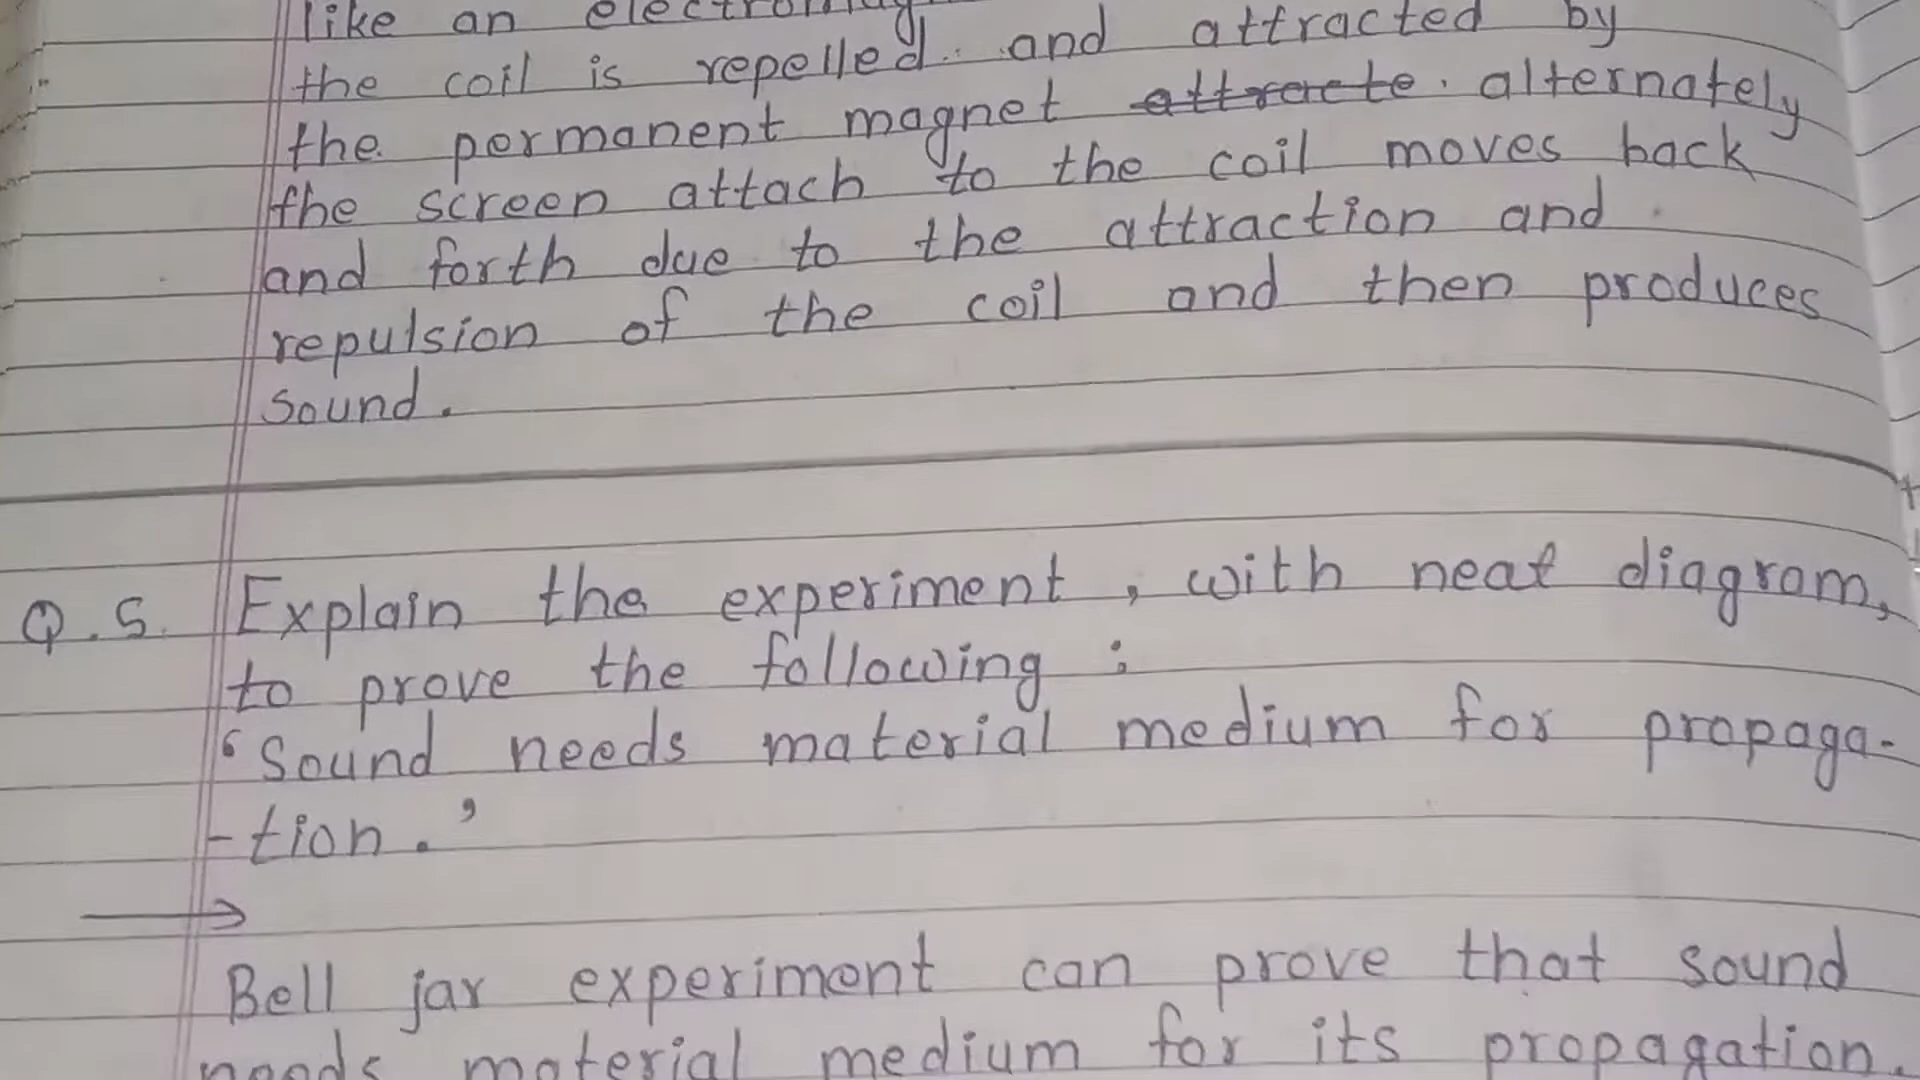 like an electromag
the coil is repelled. and attracted by
the permanent magnet attracte. alternately
the screen attach to the coil moves back
and forth due to the attraction and
repulsion of the coil and then produces
sound.
Q.5. Explain the experiment, with neat diagram,
to prove the following :
'Sound needs material medium for propaga-
-tion.'
→
Bell jar experiment can prove that sound
needs material medium for its propagation.